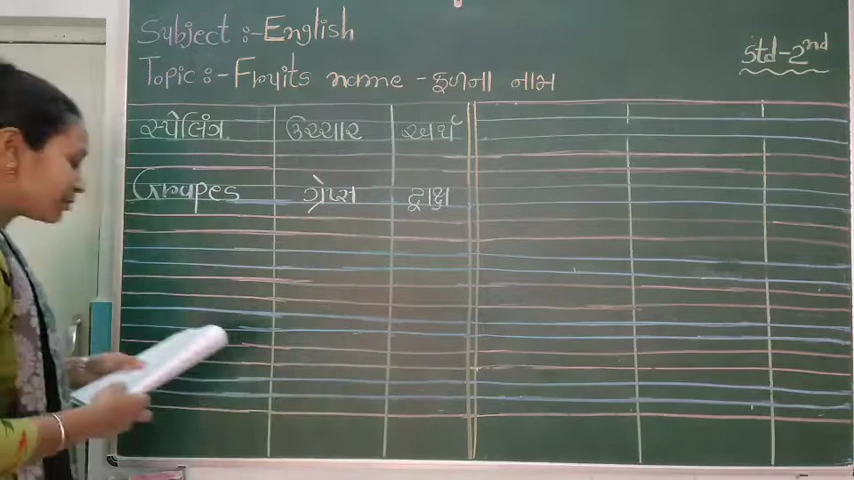 Subject :- English
Topic :- Fruits name - ફળના નામ
std-2nd
સ્પેલિંગ ઉચ્ચાર અર્થ
Grapes ગ્રેપ્સ દ્રાક્ષ